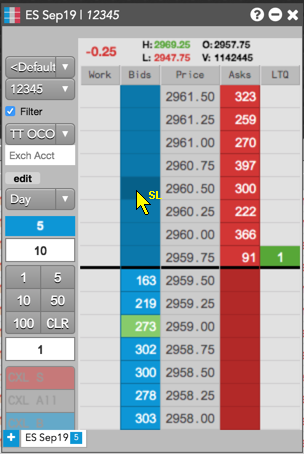 ES Sep19 | 12345
-0.25 H: 2969.25 O: 2957.75
L: 2947.75 V: 1142445
Work Bids Price Asks LTQ
<Default
12345
Filter
TT OCO
Exch Acct
edit
Day
5
10
1 5
10 50
100 CLR
1
CXL All
2961.50 323
2961.25 259
2961.00 270
2960.75 397
SL 2960.50 300
2960.25 222
2960.00 366
2959.75 91 1
163 2959.50
219 2959.25
273 2959.00
302 2958.75
300 2958.50
278 2958.25
303 2958.00
+ ES Sep19 5